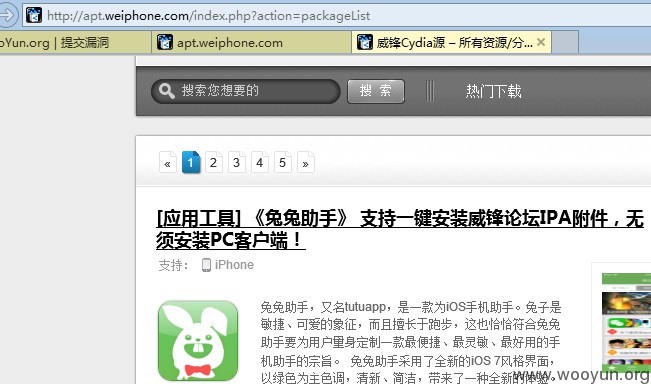 http://apt.weiphone.com/index.php?action=packageList
oYun.org | 提交漏洞 apt.weiphone.com 威锋Cydia源 – 所有资源/分...
搜索您想要的 搜 索 热门下载
« 1 2 3 4 5 »
[应用工具] 《兔兔助手》 支持一键安装威锋论坛IPA附件，无
须安装PC客户端！
支持： iPhone
兔兔助手，又名tutuapp，是一款为iOS手机助手。兔子是
敏捷、可爱的象征，而且擅长于跑步，这也恰恰符合兔兔
助手要为用户量身定制一款最便捷、最灵敏、最好用的手
机助手的宗旨。 兔兔助手采用了全新的iOS 7风格界面，
以绿色为主色调，清新、简洁，带来了一种全新的体验。
www.wooyun.org